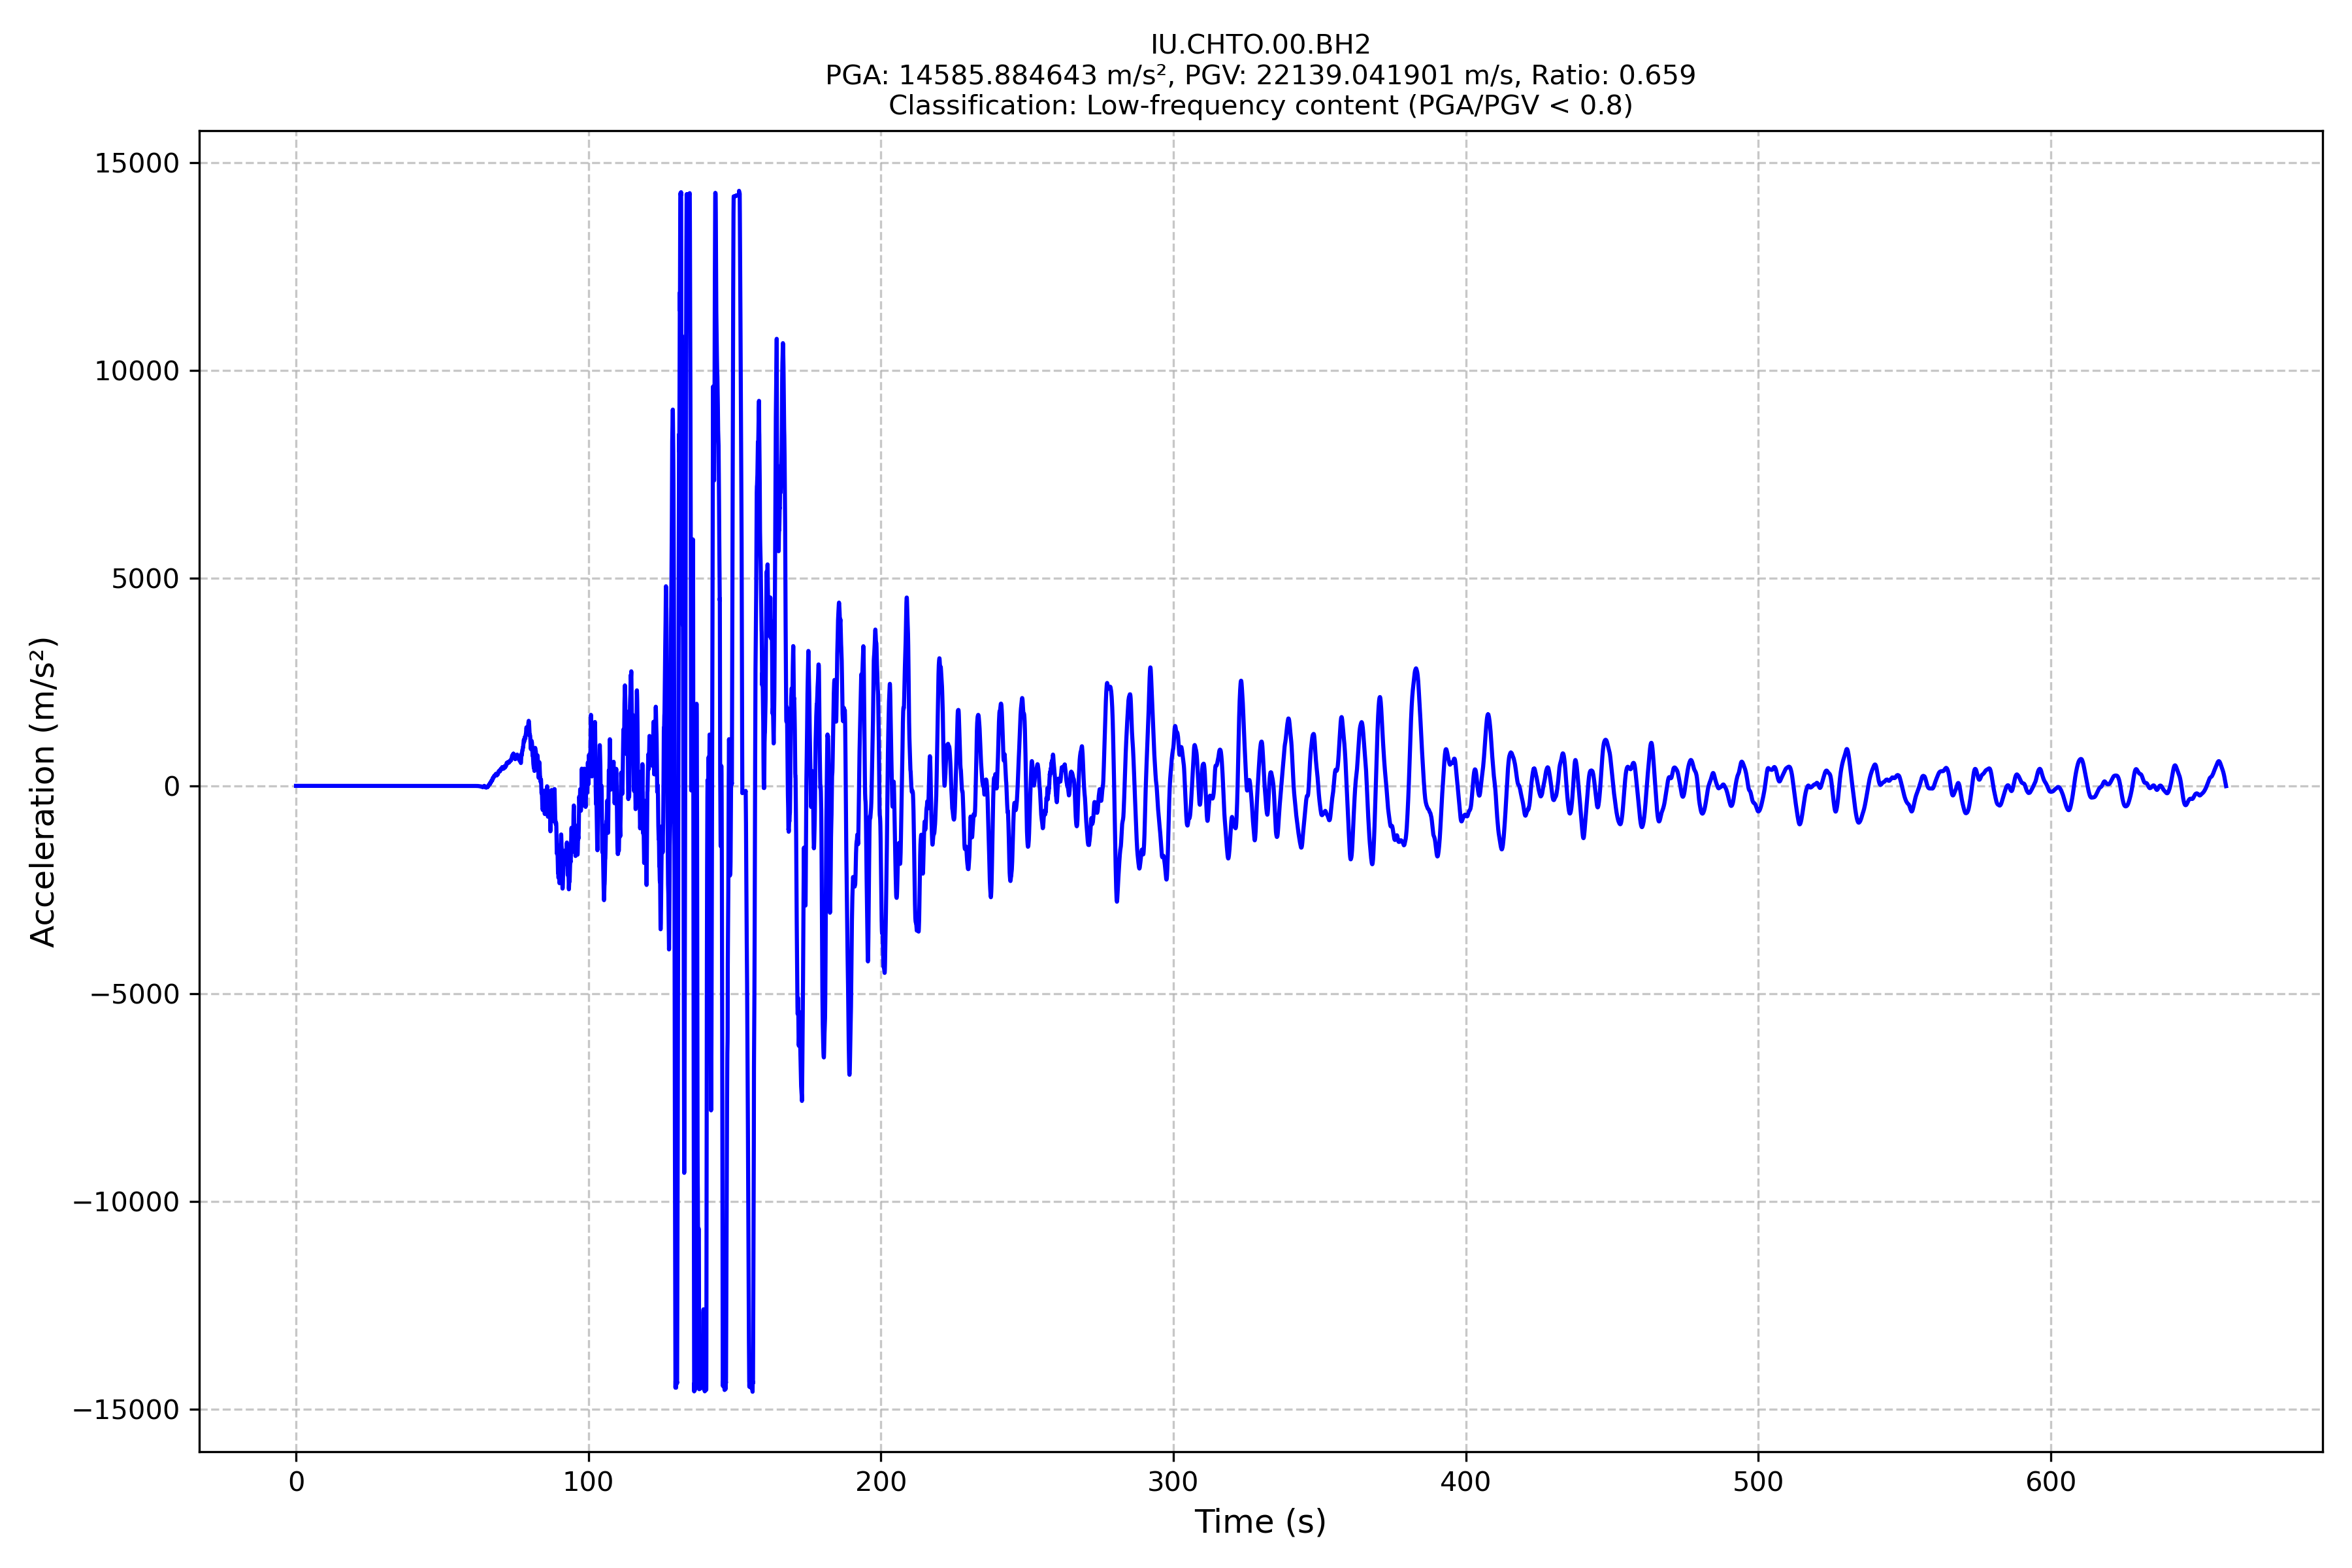 IU.CHTO.00.BH2
PGA: 14585.884643 m/s², PGV: 22139.041901 m/s, Ratio: 0.659
Classification: Low-frequency content (PGA/PGV < 0.8)
Acceleration (m/s²)
15000
10000
5000
0
−5000
−10000
−15000
0
100
200
300
400
500
600
Time (s)